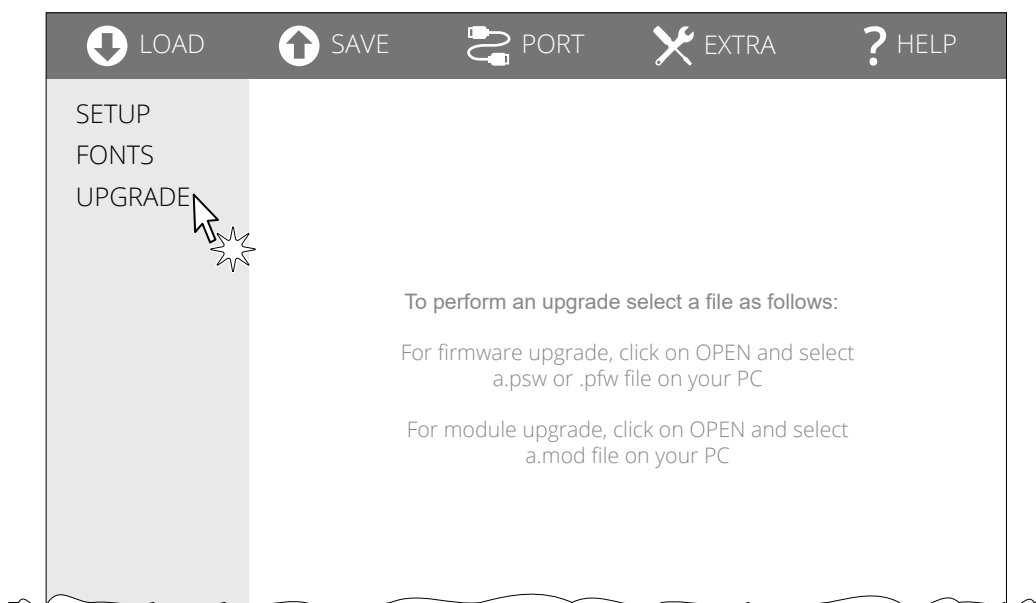 LOAD SAVE PORT EXTRA ? HELP
SETUP
FONTS
UPGRADE
To perform an upgrade select a file as follows:
For firmware upgrade, click on OPEN and select
a.psw or .pfw file on your PC
For module upgrade, click on OPEN and select
a.mod file on your PC